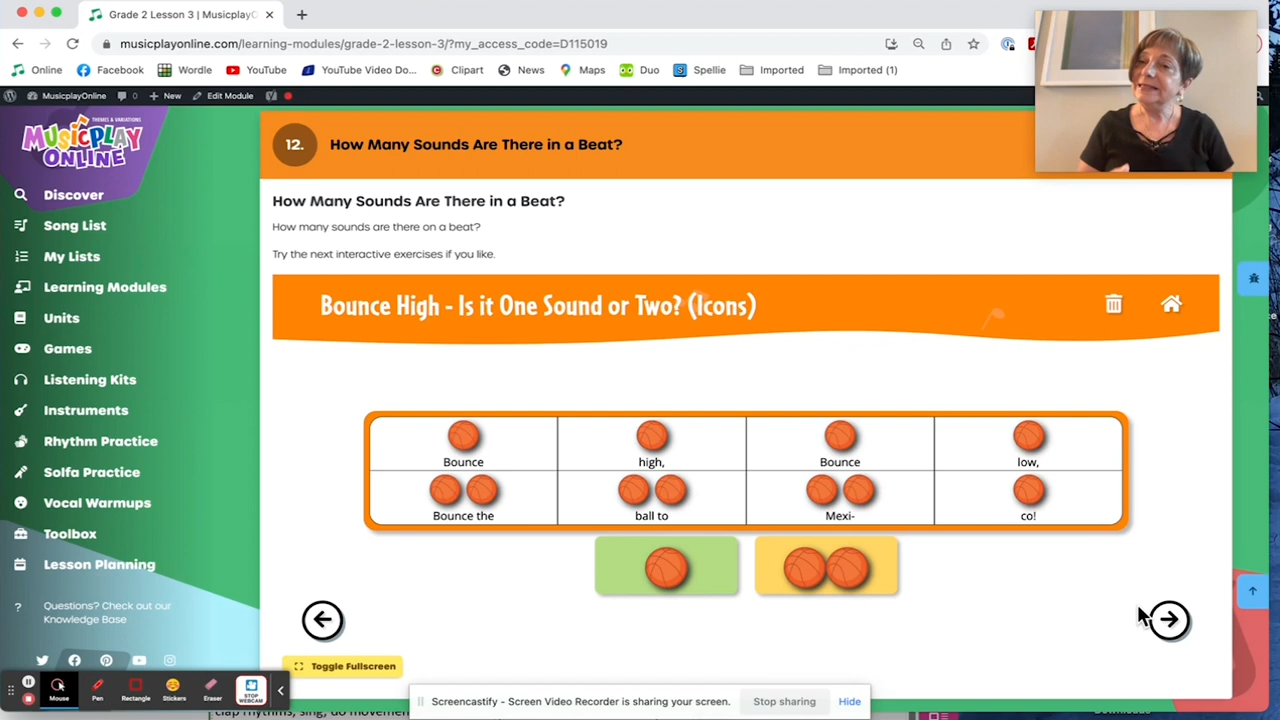 Grade 2 Lesson 3 | MusicplayO
musicplayonline.com/learning-modules/grade-2-lesson-3/?my_access_code=D115019
Online
Facebook
Wordle
YouTube
YouTube Video Do...
Clipart
News
Maps
Duo
Spellie
Imported
Imported (1)
MusicplayOnline
0
New
Edit Module
THEMES & VARIATIONS
MUSICPLAY
ONLINE
Discover
Song List
My Lists
Learning Modules
Units
Games
Listening Kits
Instruments
Rhythm Practice
Solfa Practice
Vocal Warmups
Toolbox
Lesson Planning
Questions? Check out our
Knowledge Base
12.
How Many Sounds Are There in a Beat?
How Many Sounds Are There in a Beat?
How many sounds are there on a beat?
Try the next interactive exercises if you like.
Bounce High - Is it One Sound or Two? (Icons)
Bounce
high,
Bounce
low,
Bounce the
ball to
Mexi-
co!
Toggle Fullscreen
Mouse
Pen
Rectangle
Stickers
Eraser
STOP
WEBCAM
Screencastify - Screen Video Recorder is sharing your screen.
Stop sharing
Hide